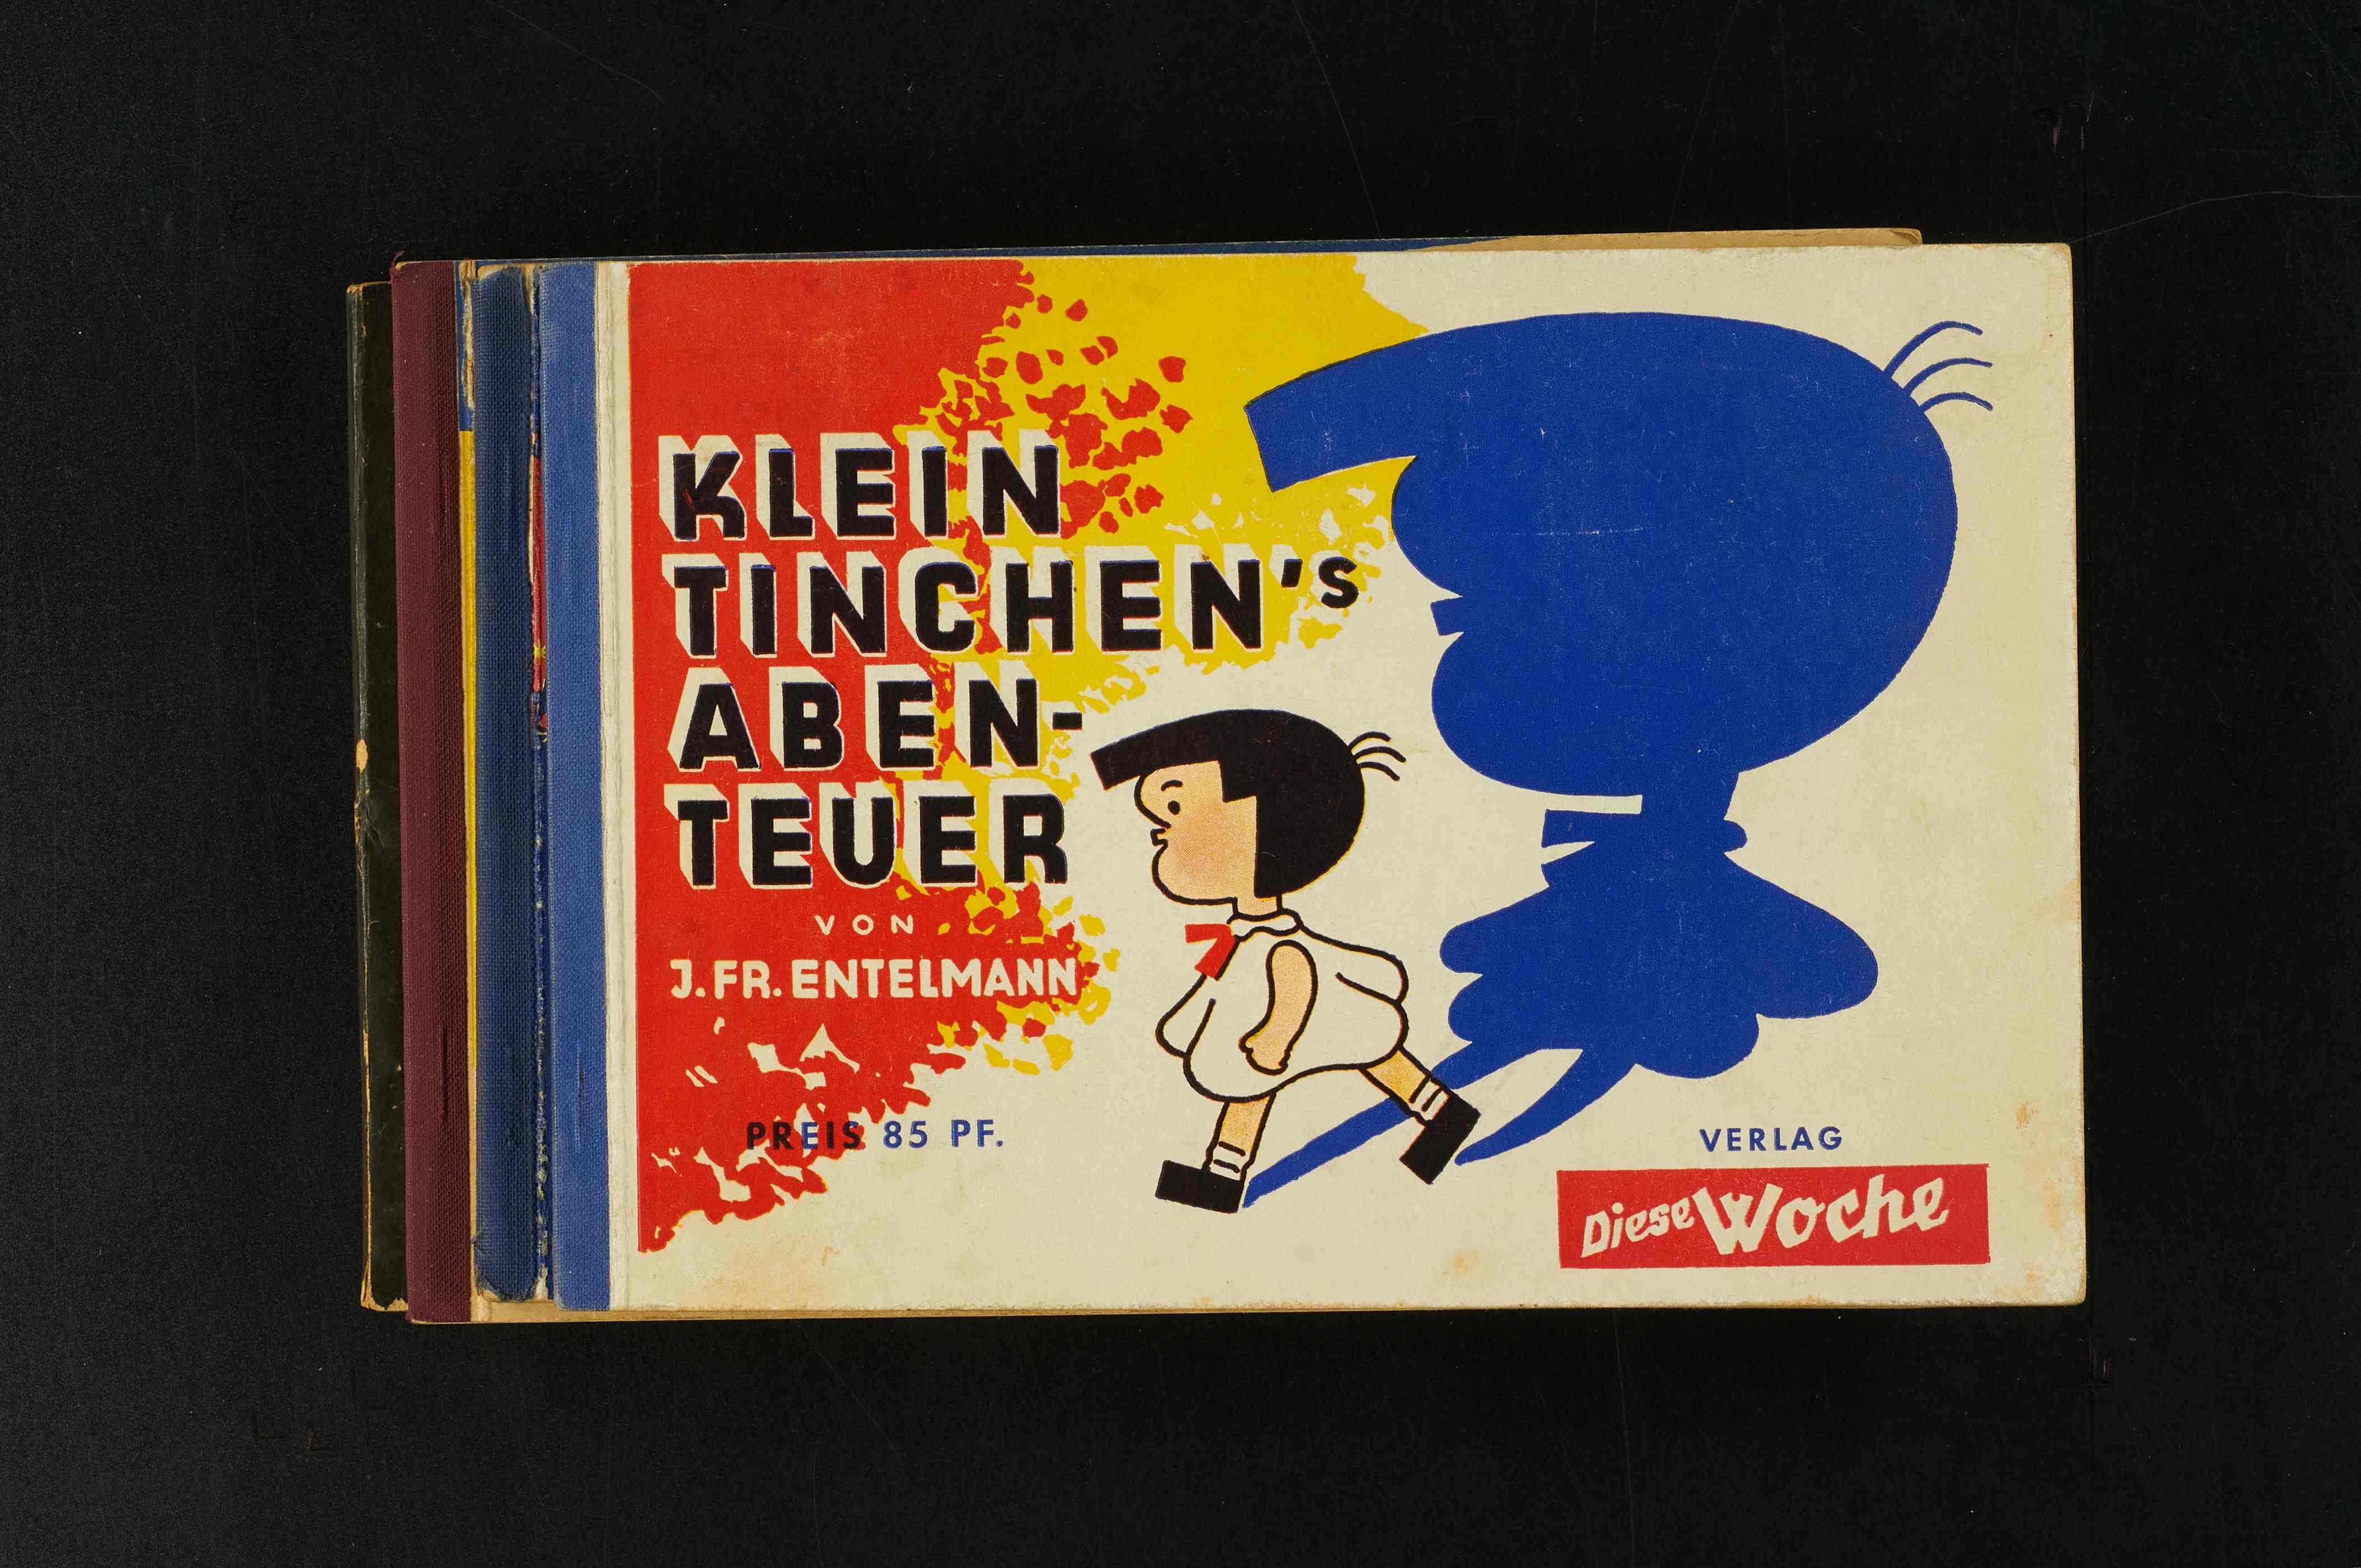 KLEIN
TINCHEN'S
ABEN-
TEUER
VON
J. FR. ENTELMANN
PREIS 85 PF.
VERLAG
Diese Woche